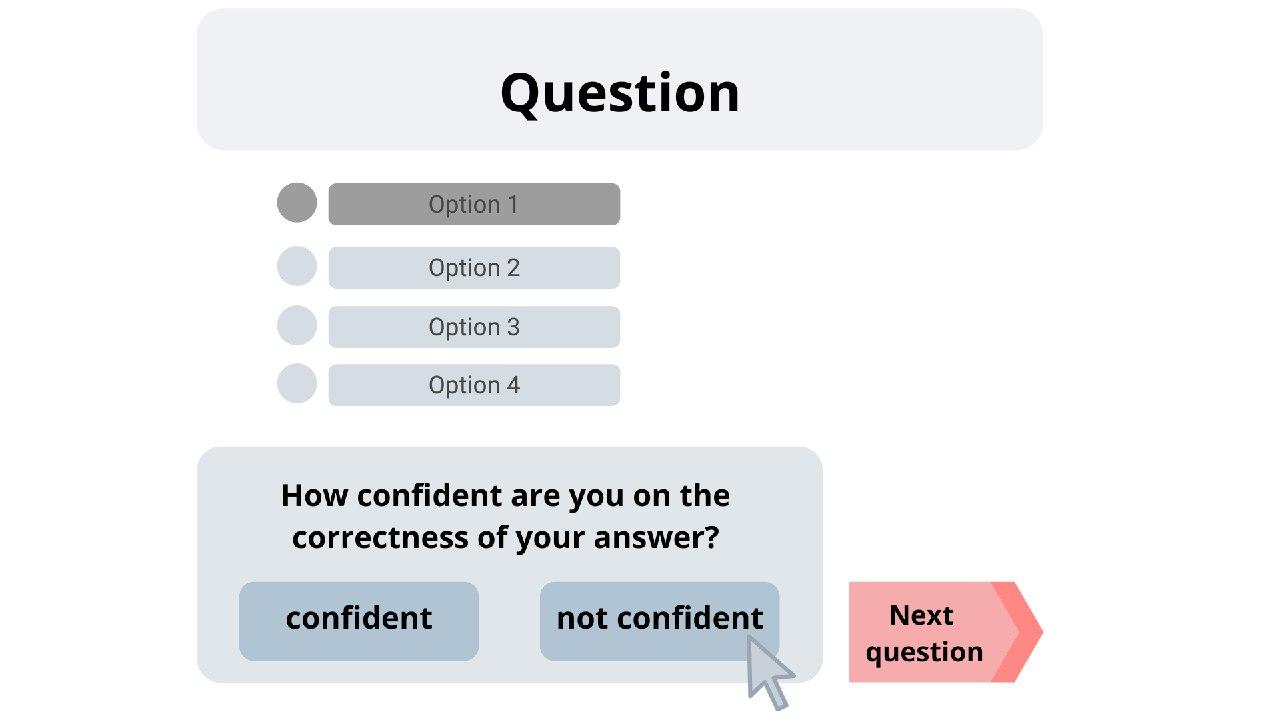 Question
Option 1
Option 2
Option 3
Option 4
How confident are you on the
correctness of your answer?
confident
not confident
Next
question